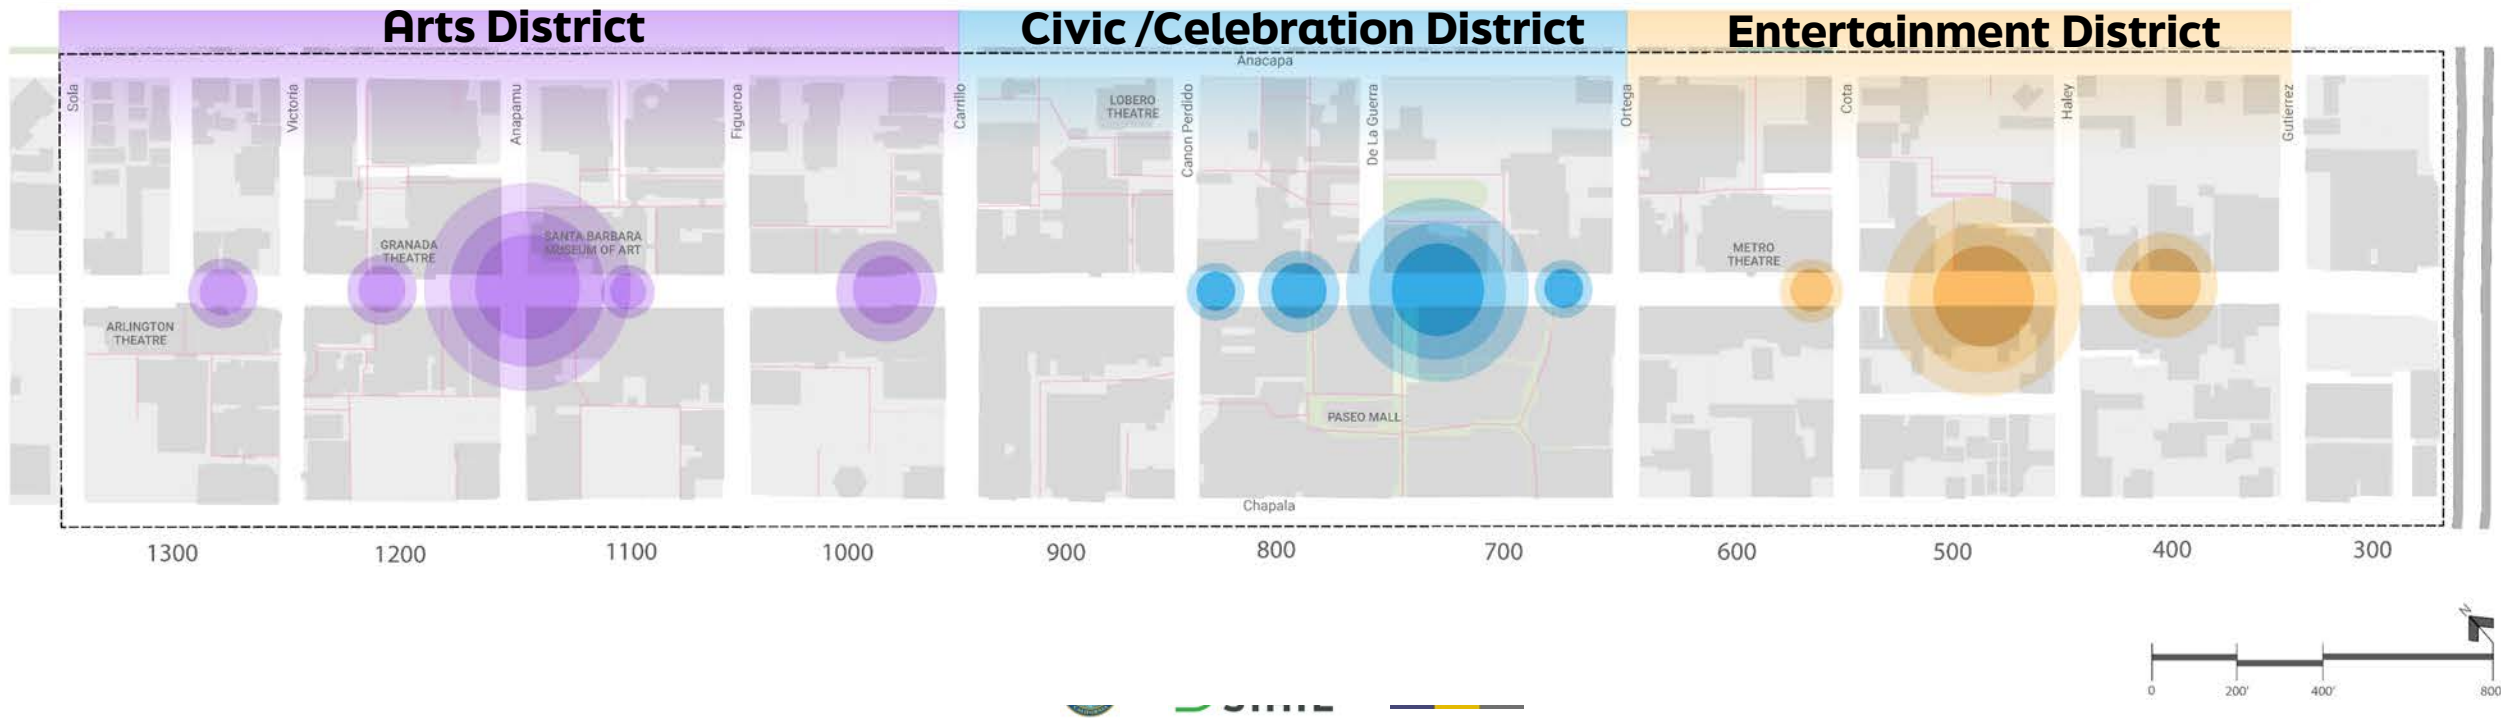 Arts District
Civic /Celebration District
Entertainment District
Anacapa
Sola
Victoria
Anapamu
Figueroa
Carrillo
Canon Perdido
De La Guerra
Ortega
Cota
Haley
Gutierrez
LOBERO
THEATRE
GRANADA
THEATRE
SANTA BARBARA
MUSEUM OF ART
METRO
THEATRE
ARLINGTON
THEATRE
PASEO MALL
Chapala
1300
1200
1100
1000
900
800
700
600
500
400
300
N
0
200'
400'
800